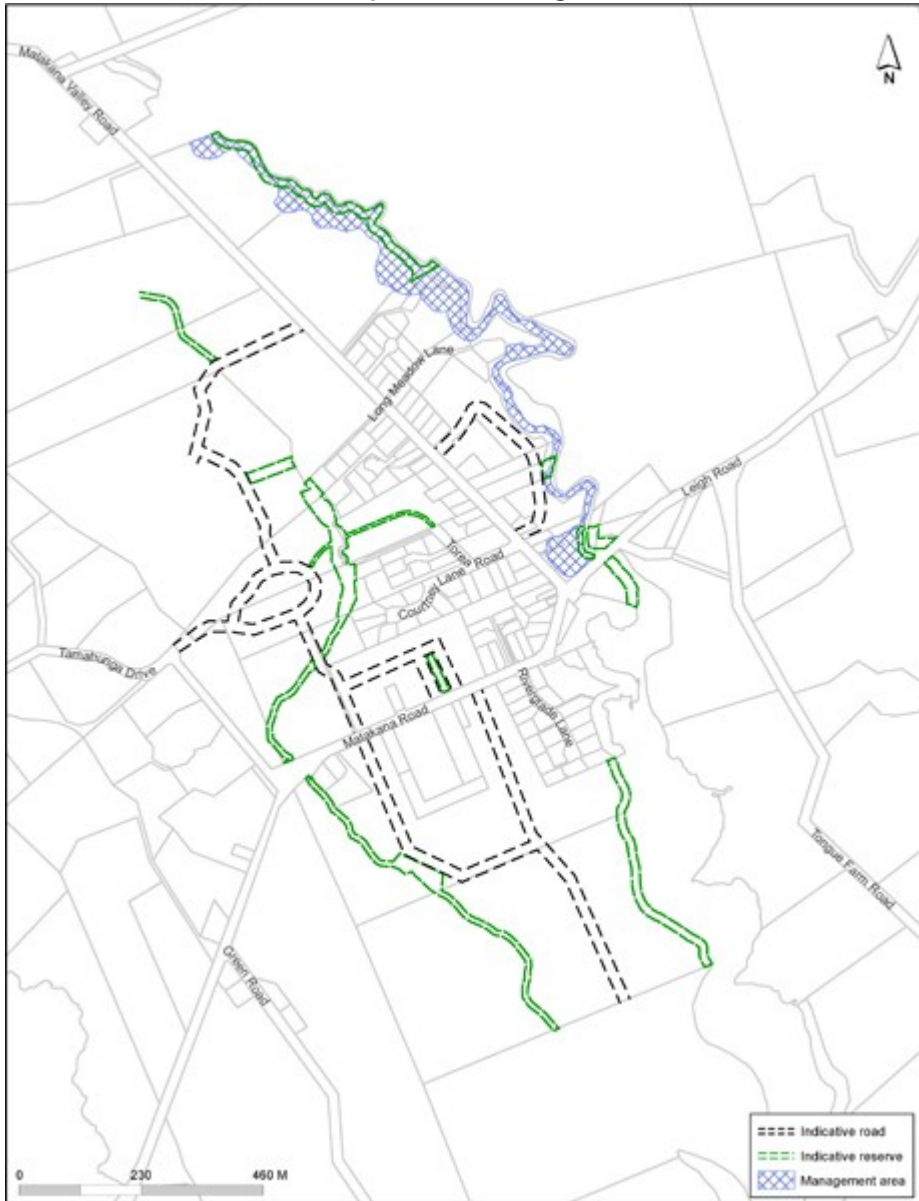 Matakana Valley Road
N
Long Meadow Lane
Leigh Road
Torea Road
Courtney Lane
Tamahunga Drive
Matakana Road
Rivergrade Lane
Tongue Farm Road
Green Road
0 230 460 M
Indicative road
Indicative reserve
Management area